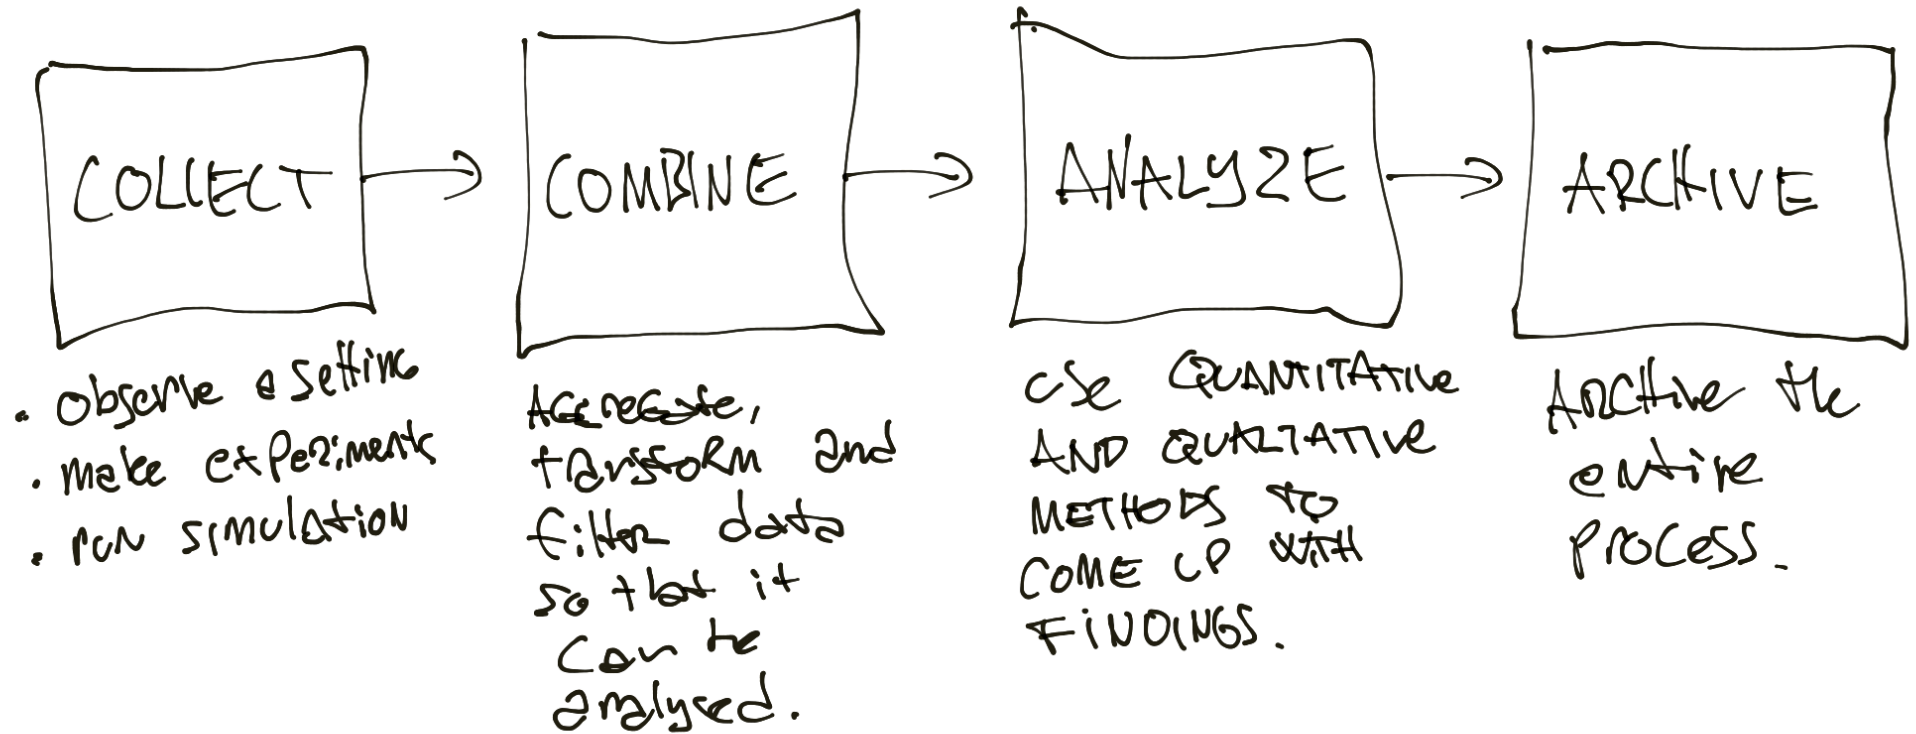 COLLECT
COMBINE
ANALYZE
ARCHIVE
• observe a setting
• make experiments
• run simulation
Aggregate,
transform and
filter data
so that it
can be
analysed.
USE QUANTITATIVE
AND QUALITATIVE
METHODS TO
COME UP WITH
FINDINGS.
ARCHive the
entire
process.